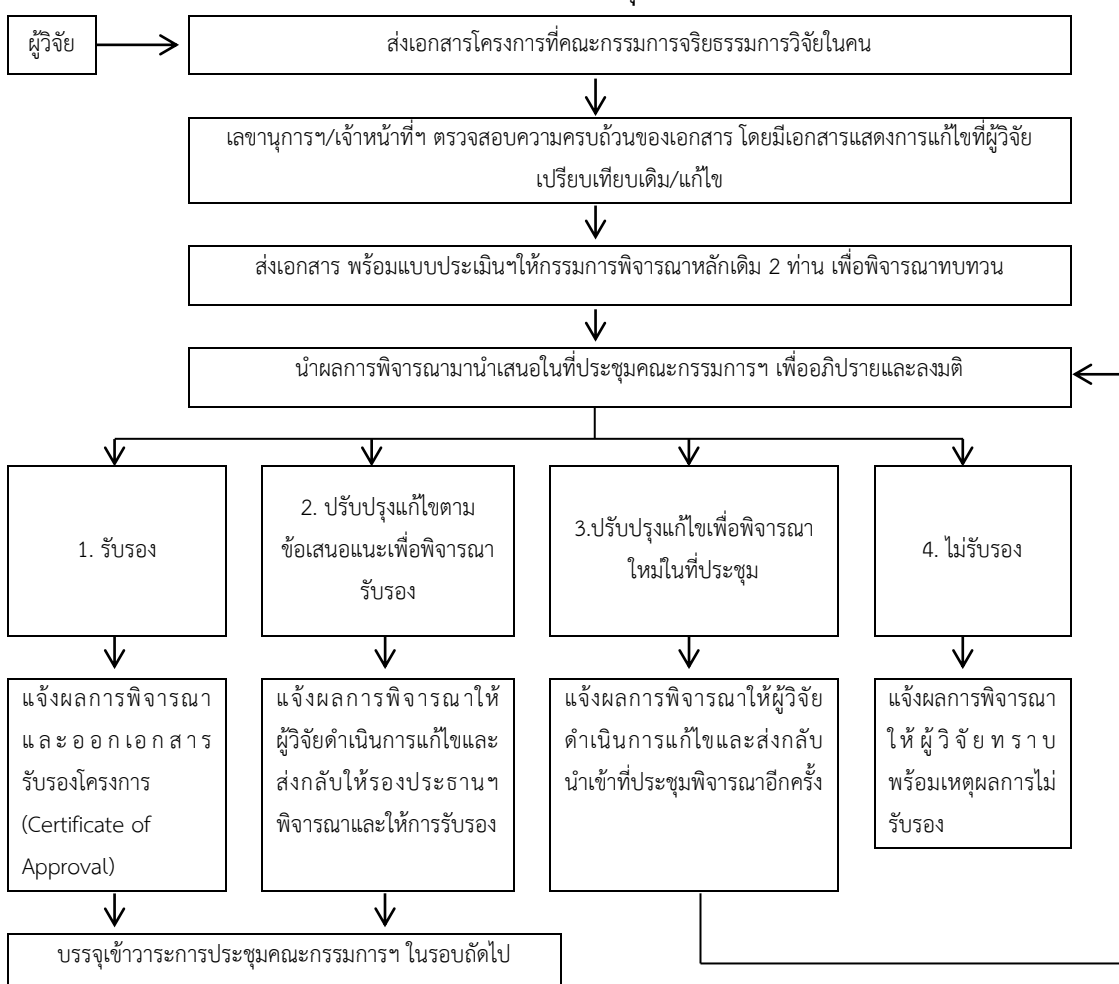 ผู้วิจัย
ส่งเอกสารโครงการที่คณะกรรมการจริยธรรมการวิจัยในคน
เลขานุการฯ/เจ้าหน้าที่ฯ ตรวจสอบความครบถ้วนของเอกสาร โดยมีเอกสารแสดงการแก้ไขที่ผู้วิจัย
เปรียบเทียบเดิม/แก้ไข
ส่งเอกสาร พร้อมแบบประเมินฯให้กรรมการพิจารณาหลักเดิม 2 ท่าน เพื่อพิจารณาทบทวน
นำผลการพิจารณามานำเสนอในที่ประชุมคณะกรรมการฯ เพื่ออภิปรายและลงมติ
1. รับรอง
2. ปรับปรุงแก้ไขตาม
ข้อเสนอแนะเพื่อพิจารณา
รับรอง
3.ปรับปรุงแก้ไขเพื่อพิจารณา
ใหม่ในที่ประชุม
4. ไม่รับรอง
แจ้งผลการพิจารณา
และออกเอกสาร
รับรองโครงการ
(Certificate of
Approval)
แจ้งผลการพิจารณาให้
ผู้วิจัยดำเนินการแก้ไขและ
ส่งกลับให้รองประธานฯ
พิจารณาและให้การรับรอง
แจ้งผลการพิจารณาให้ผู้วิจัย
ดำเนินการแก้ไขและส่งกลับ
นำเข้าที่ประชุมพิจารณาอีกครั้ง
แจ้งผลการพิจารณา
ให้ผู้วิจัยทราบ
พร้อมเหตุผลการไม่
รับรอง
บรรจุเข้าวาระการประชุมคณะกรรมการฯ ในรอบถัดไป